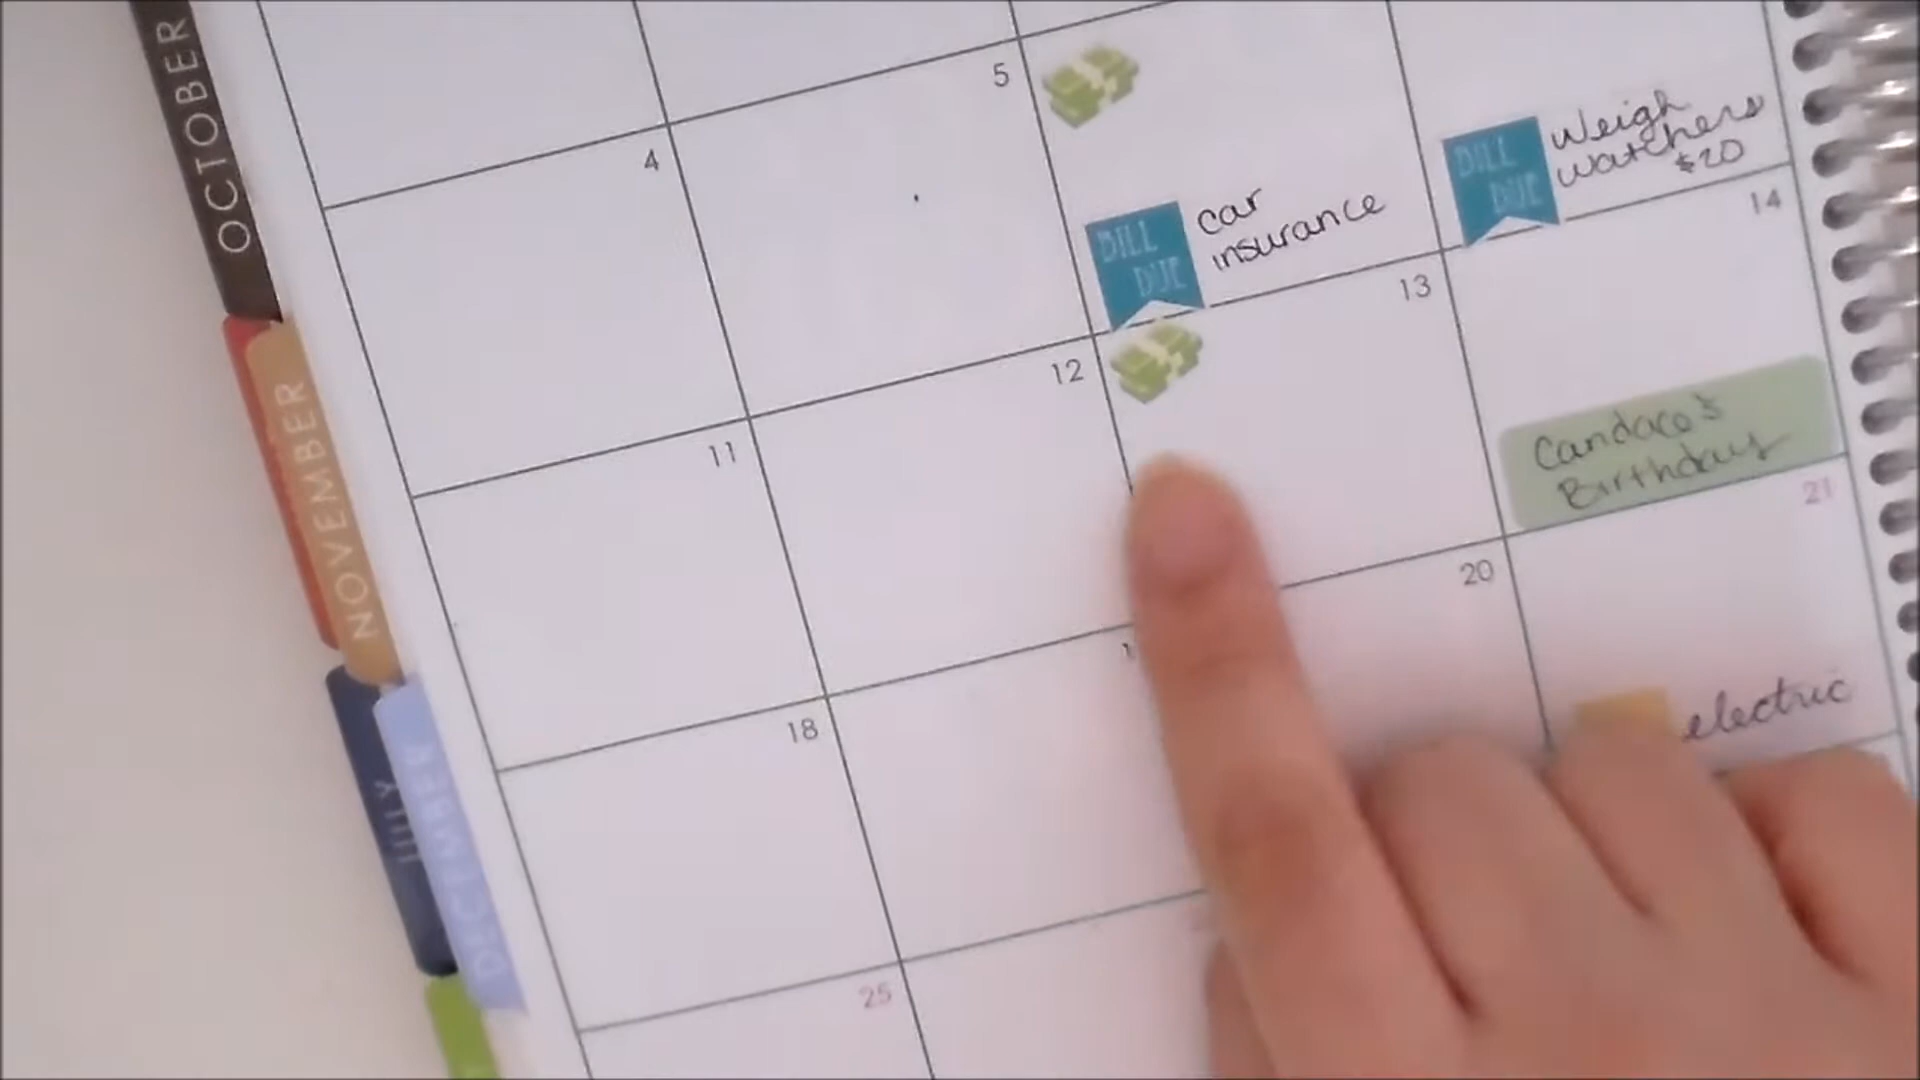 OCTOBER
5
4
BILL
DUE
car
insurance
BILL
DUE
Weigh
watchers
$20
14
13
12
11
NOVEMBER
Candace's
Birthday
21
20
18
electric
JULY
DECEMBER
25